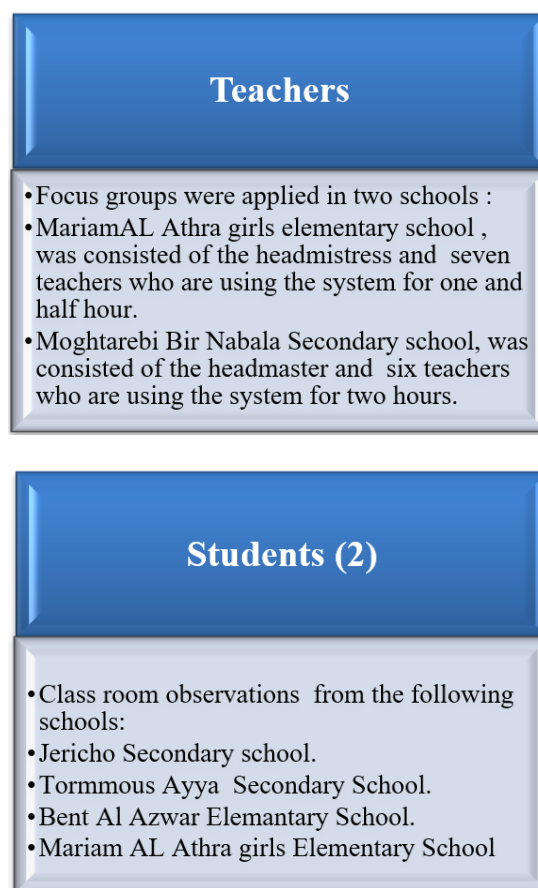 Teachers
•Focus groups were applied in two schools :
•MariamAL Athra girls elementary school ,
was consisted of the headmistress and seven
teachers who are using the system for one and
half hour.
•Moghtarebi Bir Nabala Secondary school, was
consisted of the headmaster and six teachers
who are using the system for two hours.
Students (2)
•Class room observations from the following
schools:
•Jericho Secondary school.
•Tormmous Ayya Secondary School.
•Bent Al Azwar Elemantary School.
•Mariam AL Athra girls Elementary School